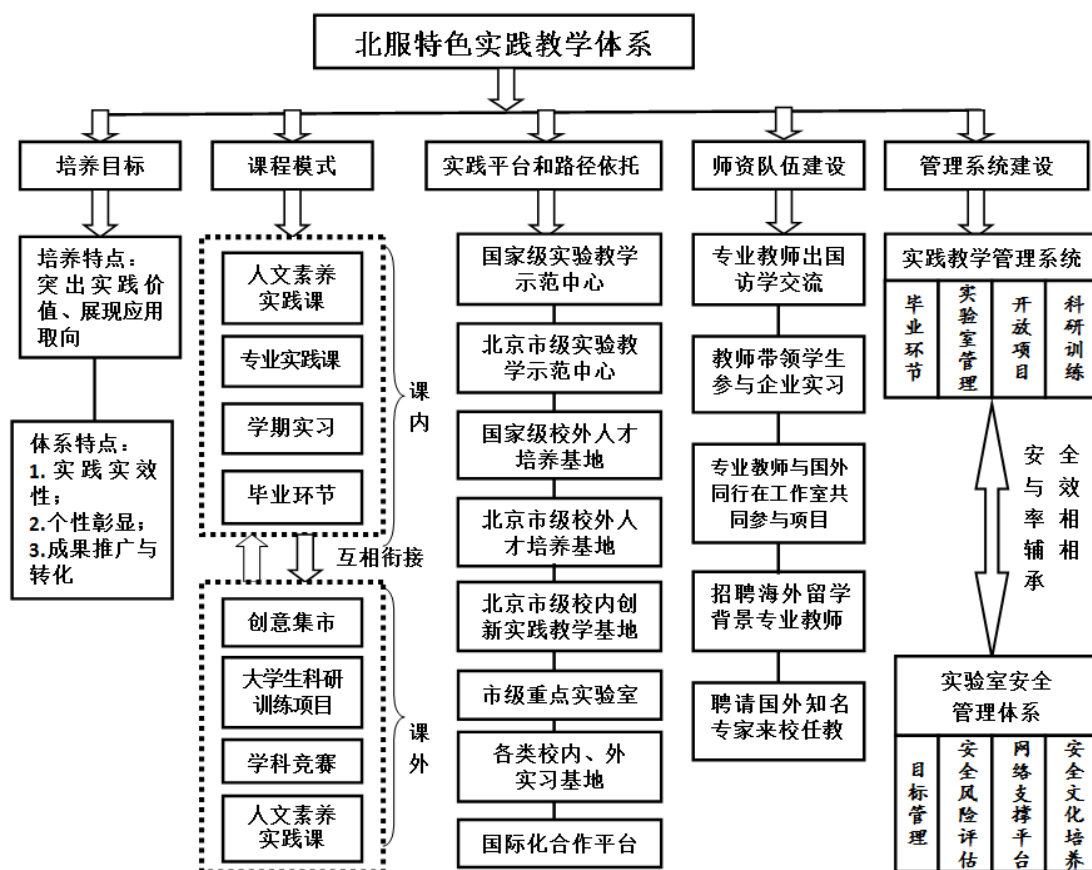 北服特色实践教学体系
培养目标
课程模式
实践平台和路径依托
师资队伍建设
管理系统建设
培养特点：
突出实践价
值、展现应用
取向
体系特点：
1.实践实效
性；
2.个性彰显；
3.成果推广与
转化
人文素养
实践课
专业实践课
学期实习
毕业环节
课内
互相衔接
创意集市
大学生科研
训练项目
学科竞赛
人文素养
实践课
课外
国家级实验教学
示范中心
北京市级实验教
学示范中心
国家级校外人才
培养基地
北京市级校外人
才培养基地
北京市级校内创
新实践教学基地
市级重点实验室
各类校内、外
实习基地
国际化合作平台
专业教师出国
访学交流
教师带领学生
参与企业实习
专业教师与国外
同行在工作室共
同参与项目
招聘海外留学
背景专业教师
聘请国外知名
专家来校任教
实践教学管理系统
毕业环节
实验室管理
开放项目
科研训练
安全
与效
率相
辅相
承
实验室安全
管理体系
目标管理
安全风险评估
网络支撑平台
安全文化培养